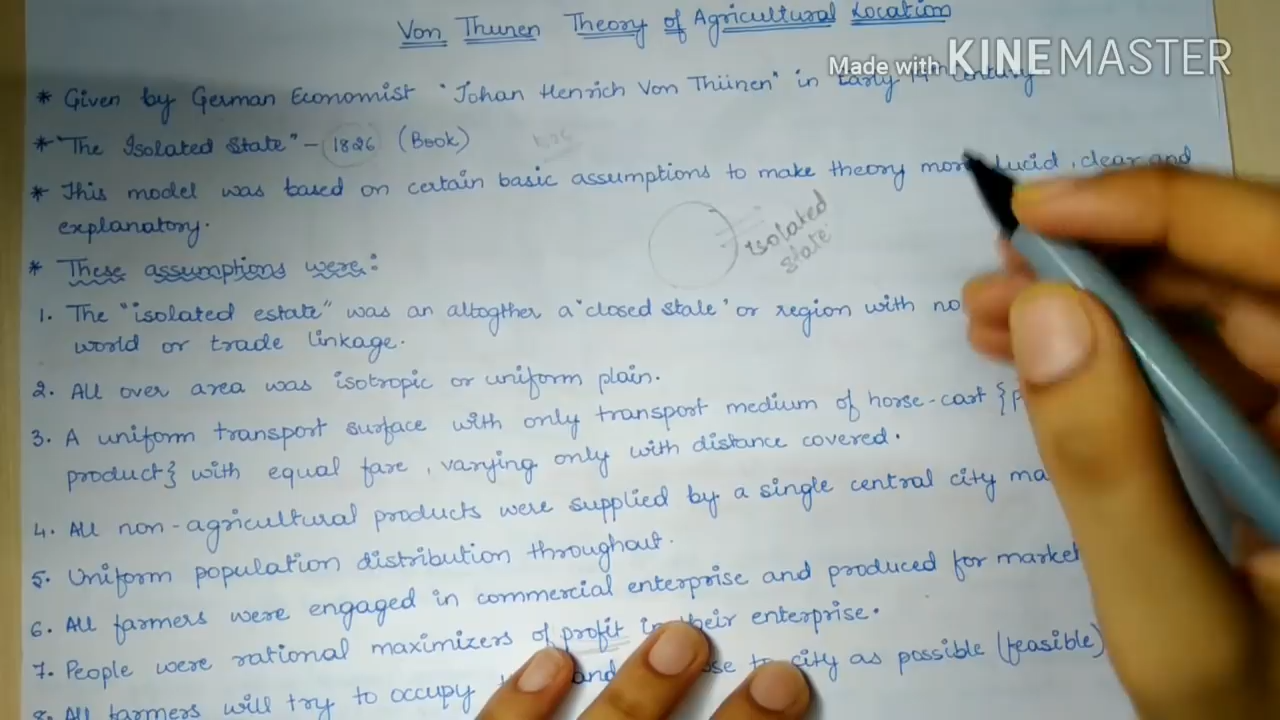 Von Thunen Theory of Agricultural Location
Made with KINEMASTER
* Given by German Economist "Johan Henrich Von Thünen" in Early 19th Century
* "The Isolated State" - 1826 (Book)
* This model was based on certain basic assumptions to make theory more lucid, clear and
explanatory.
isolated
state
* These assumptions were:
1. The "isolated estate" was an altogther a 'closed state' or region with no
world or trade linkage.
2. All over area was isotropic or uniform plain.
3. A uniform transport surface with only transport medium of horse-cart {
product} with equal fare, varying only with distance covered.
4. All non-agricultural products were supplied by a single central city
5. Uniform population distribution throughout.
6. All farmers were engaged in commercial enterprise and produced for market
7. People were rational maximizers of profit in their enterprise.
8. All farmers will try to occupy and to city as possible (feasible)